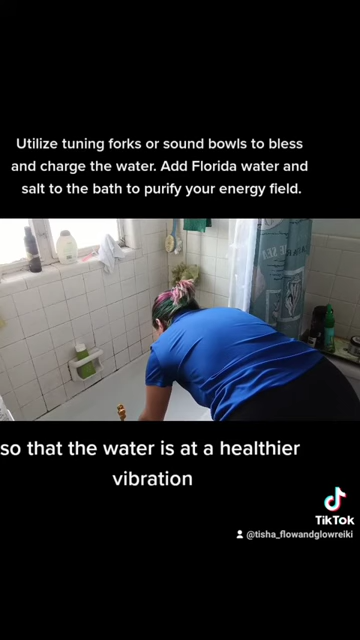 Utilize tuning forks or sound bowls to bless
and charge the water. Add Florida water and
salt to the bath to purify your energy field.
so that the water is at a healthier
vibration
TikTok
@tisha_flowandglowreiki